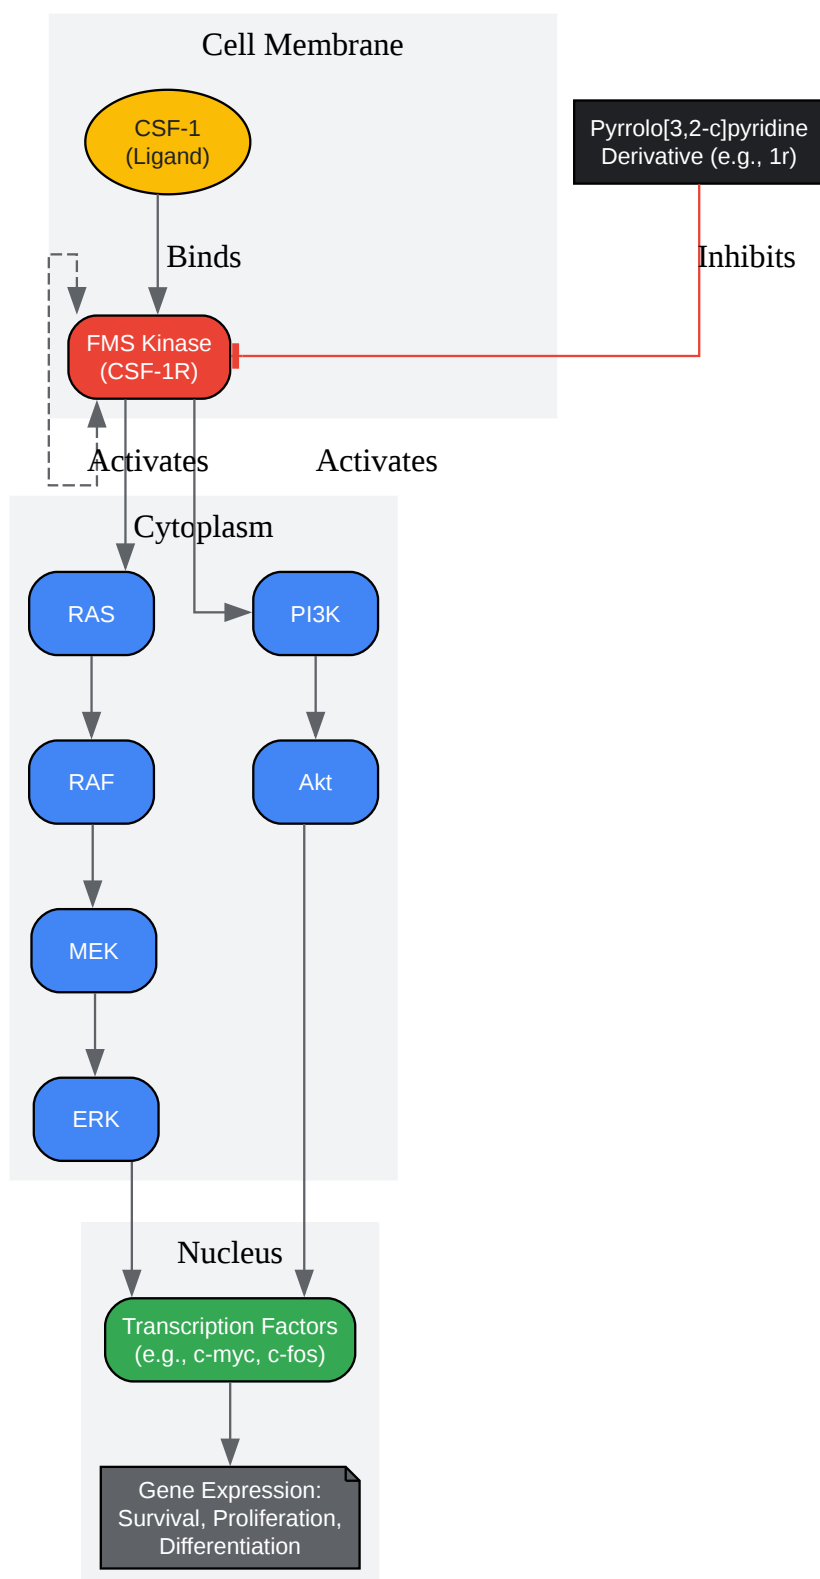 Cell Membrane
CSF-1
(Ligand)
Pyrrolo[3,2-c]pyridine
Derivative (e.g., 1r)
Binds
Inhibits
FMS Kinase
(CSF-1R)
Activates
Activates
Cytoplasm
RAS
PI3K
RAF
Akt
MEK
ERK
Nucleus
Transcription Factors
(e.g., c-myc, c-fos)
Gene Expression:
Survival, Proliferation,
Differentiation